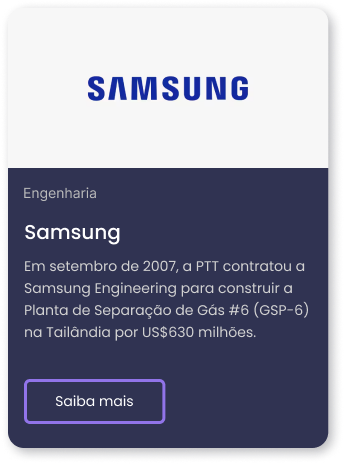 SAMSUNG
Engenharia
Samsung
Em setembro de 2007, a PTT contratou a
Samsung Engineering para construir a
Planta de Separação de Gás #6 (GSP-6)
na Tailândia por US$630 milhões.
Saiba mais